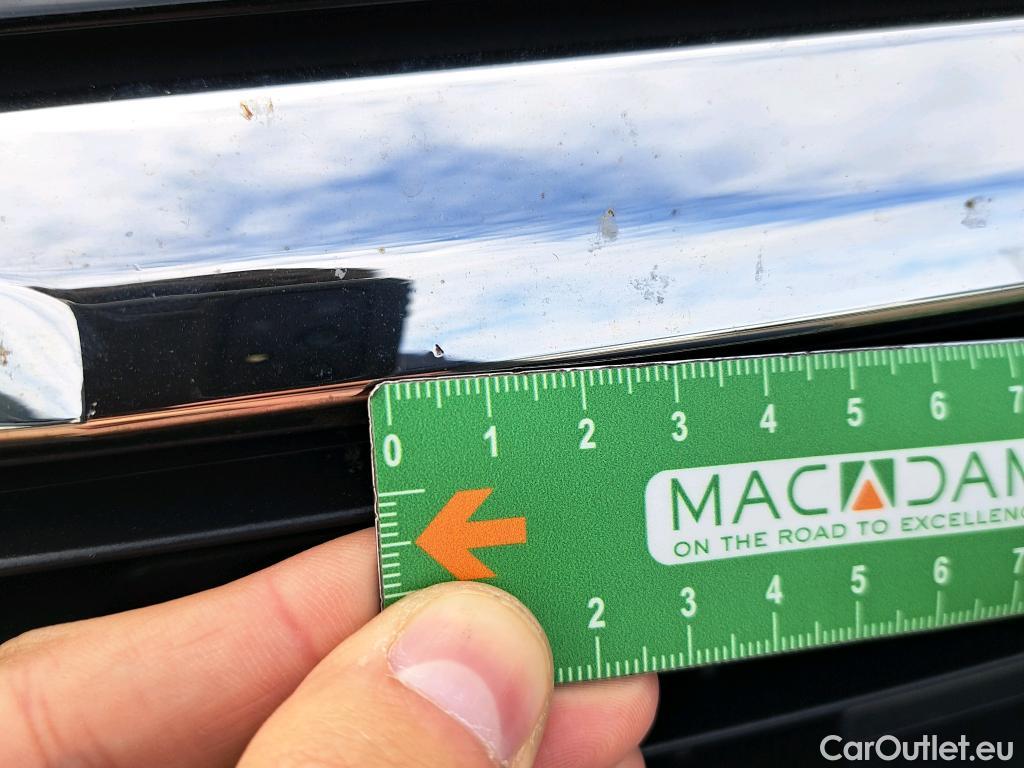 0 1 2 3 4 5 6 7
MACADAM
ON THE ROAD TO EXCELLENC
2 3 4 5 6 7
CarOutlet.eu